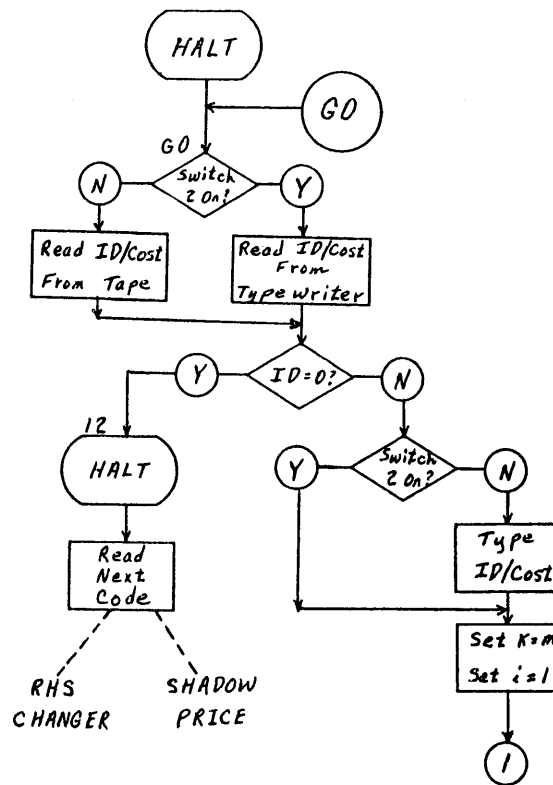 HALT
GO
GO
Switch
2 On?
N
Y
Read ID/Cost
From Tape
Read ID/Cost
From
Typewriter
Y
ID=0?
N
12
HALT
Y
Switch
2 On?
N
Read
Next
Code
Type
ID/Cost
Set K=m
Set i=1
RHS
CHANGER
SHADOW
PRICE
1